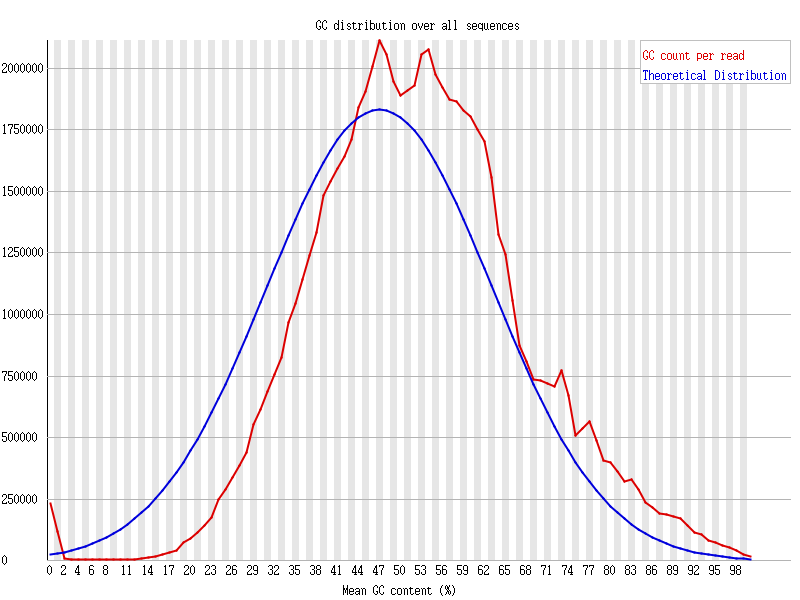 GC distribution over all sequences
GC count per read
Theoretical Distribution
2000000
1750000
1500000
1250000
1000000
750000
500000
250000
0
0 2 4 6 8 11 14 17 20 23 26 29 32 35 38 41 44 47 50 53 56 59 62 65 68 71 74 77 80 83 86 89 92 95 98
Mean GC content (%)